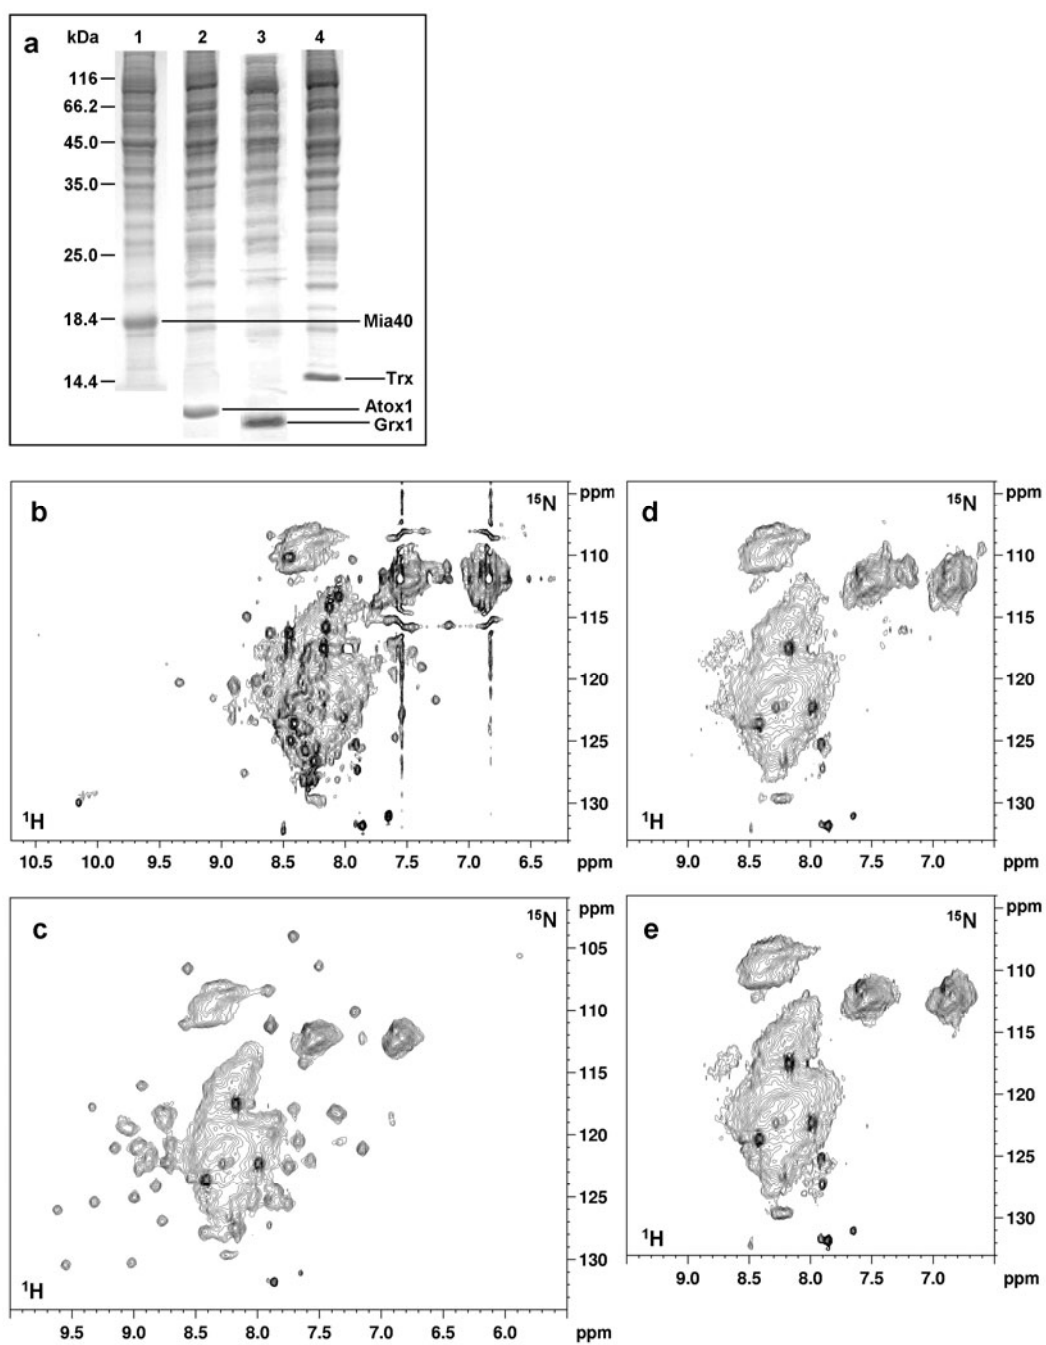 a
kDa 1 2 3 4
116
66.2
45.0
35.0
25.0
18.4
Mia40
14.4
Trx
Atox1
Grx1
b
15N
ppm
110
115
120
125
130
1H
10.5 10.0 9.5 9.0 8.5 8.0 7.5 7.0 6.5 ppm
d
15N
ppm
110
115
120
125
130
1H
9.0 8.5 8.0 7.5 7.0 ppm
c
15N
ppm
105
110
115
120
125
130
1H
9.5 9.0 8.5 8.0 7.5 7.0 6.5 6.0 ppm
e
15N
ppm
110
115
120
125
130
1H
9.0 8.5 8.0 7.5 7.0 ppm